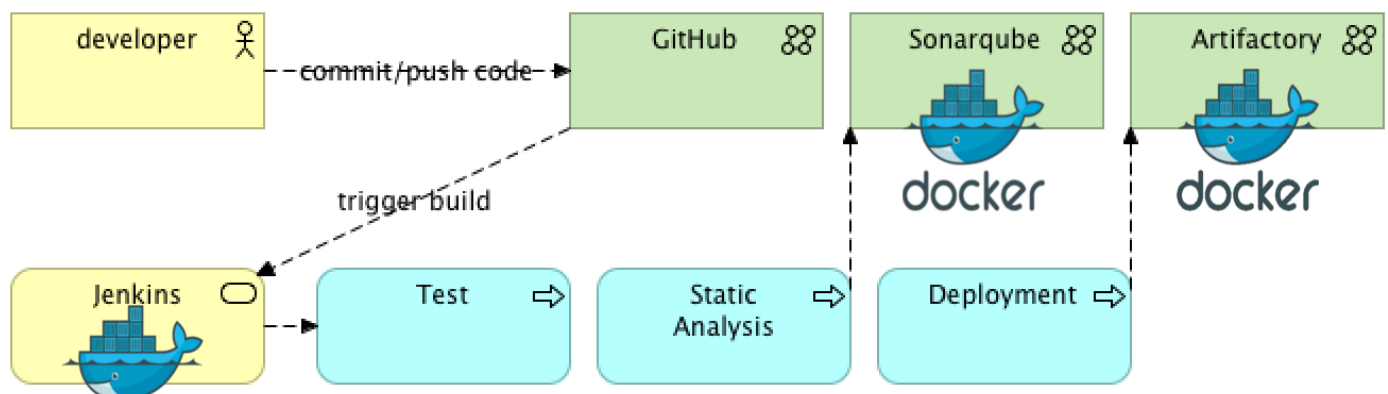 developer
GitHub
Sonarqube
Artifactory
commit/push code
docker
docker
trigger build
Jenkins
Test
Static
Analysis
Deployment